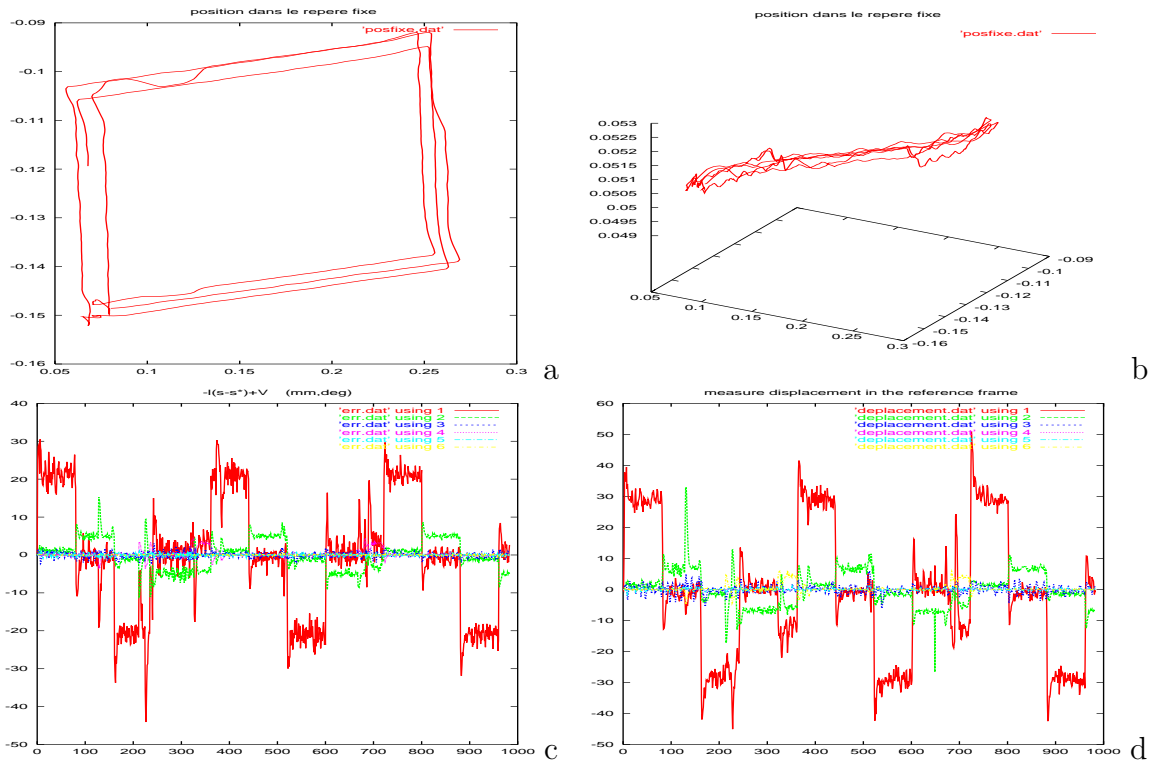 position dans le repere fixe
'posfixe.dat'
-0.09
-0.1
-0.11
-0.12
-0.13
-0.14
-0.15
-0.16
0.05 0.1 0.15 0.2 0.25 0.3
a
position dans le repere fixe
'posfixe.dat'
0.053
0.0525
0.052
0.0515
0.051
0.0505
0.05
0.0495
0.049
0.05
0.1
0.15
0.2
0.25
0.3
-0.09
-0.1
-0.11
-0.12
-0.13
-0.14
-0.15
-0.16
b
-l(s-s*)+V (mm,deg)
'err.dat' using 1
'err.dat' using 2
'err.dat' using 3
'err.dat' using 4
'err.dat' using 5
'err.dat' using 6
40
30
20
10
0
-10
-20
-30
-40
-50
0 100 200 300 400 500 600 700 800 900 1000
c
measure displacement in the reference frame
'deplacement.dat' using 1
'deplacement.dat' using 2
'deplacement.dat' using 3
'deplacement.dat' using 4
'deplacement.dat' using 5
'deplacement.dat' using 6
60
50
40
30
20
10
0
-10
-20
-30
-40
-50
0 100 200 300 400 500 600 700 800 900 1000
d